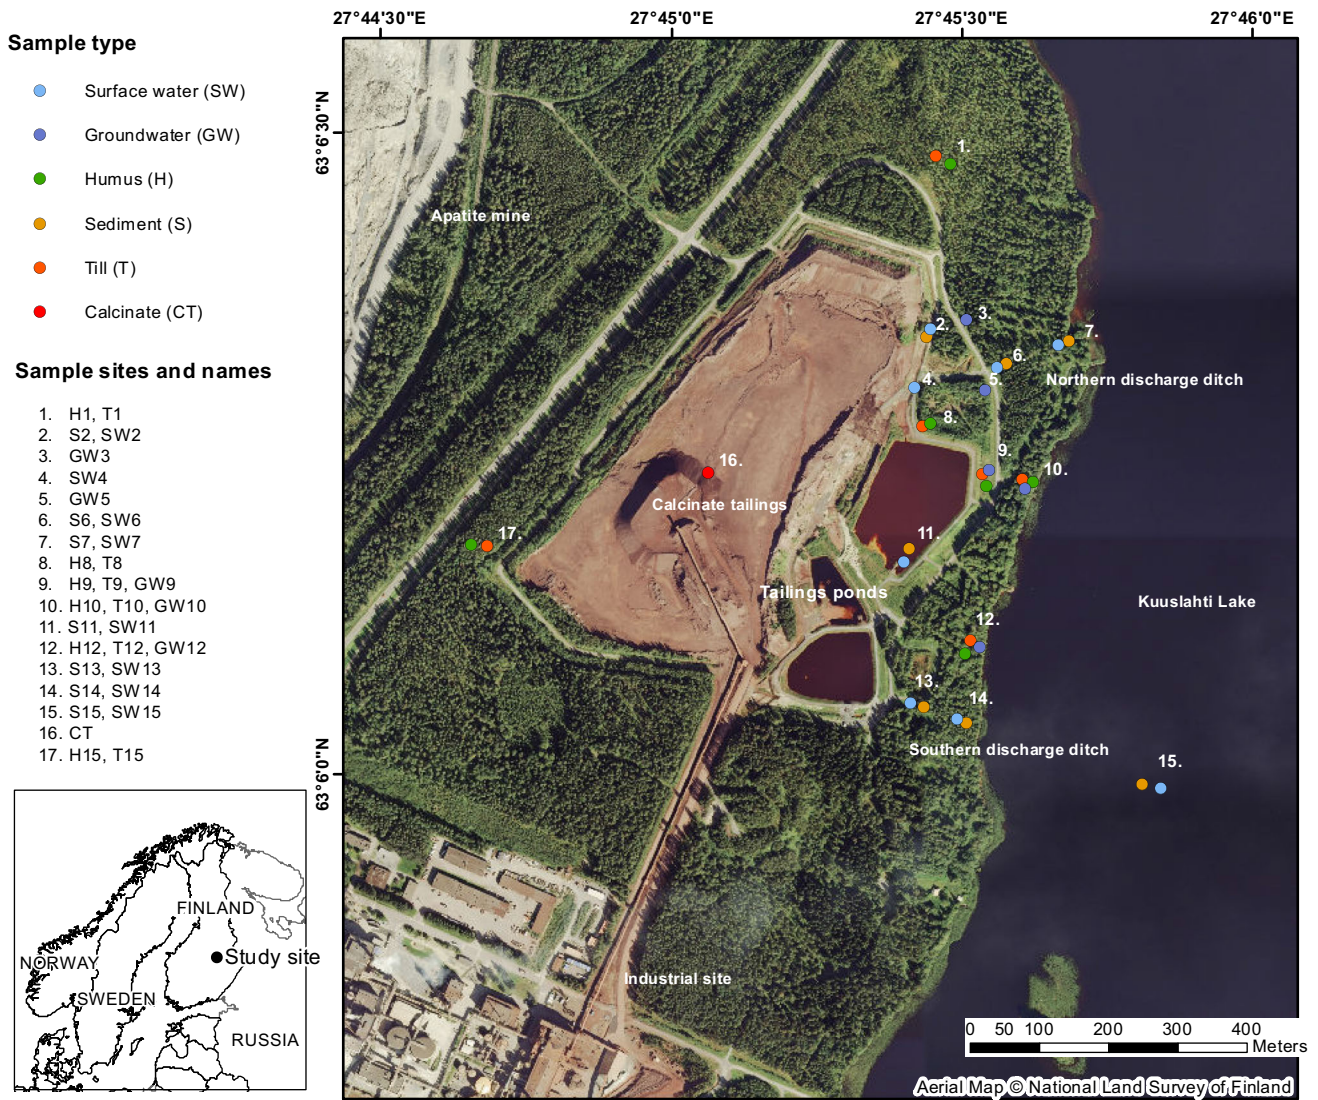 27°44'30"E
27°45'0"E
27°45'30"E
27°46'0"E
Sample type
Surface water (SW)
Groundwater (GW)
Humus (H)
Sediment (S)
Till (T)
Calcinate (CT)
Sample sites and names
1. H1, T1
2. S2, SW2
3. GW3
4. SW4
5. GW5
6. S6, SW6
7. S7, SW7
8. H8, T8
9. H9, T9, GW9
10. H10, T10, GW10
11. S11, SW11
12. H12, T12, GW12
13. S13, SW13
14. S14, SW14
15. S15, SW15
16. CT
17. H15, T15
FINLAND
Study site
NORWAY
SWEDEN
RUSSIA
63°6'30"N
63°6'0"N
1.
Apatite mine
3.
2.
7.
6.
Northern discharge ditch
4.
5.
8.
9.
16.
10.
Calcinate tailings
17.
11.
Tailings ponds
Kuuslahti Lake
12.
13.
14.
Southern discharge ditch
15.
Industrial site
0 50 100 200 300 400
Meters
Aerial Map © National Land Survey of Finland